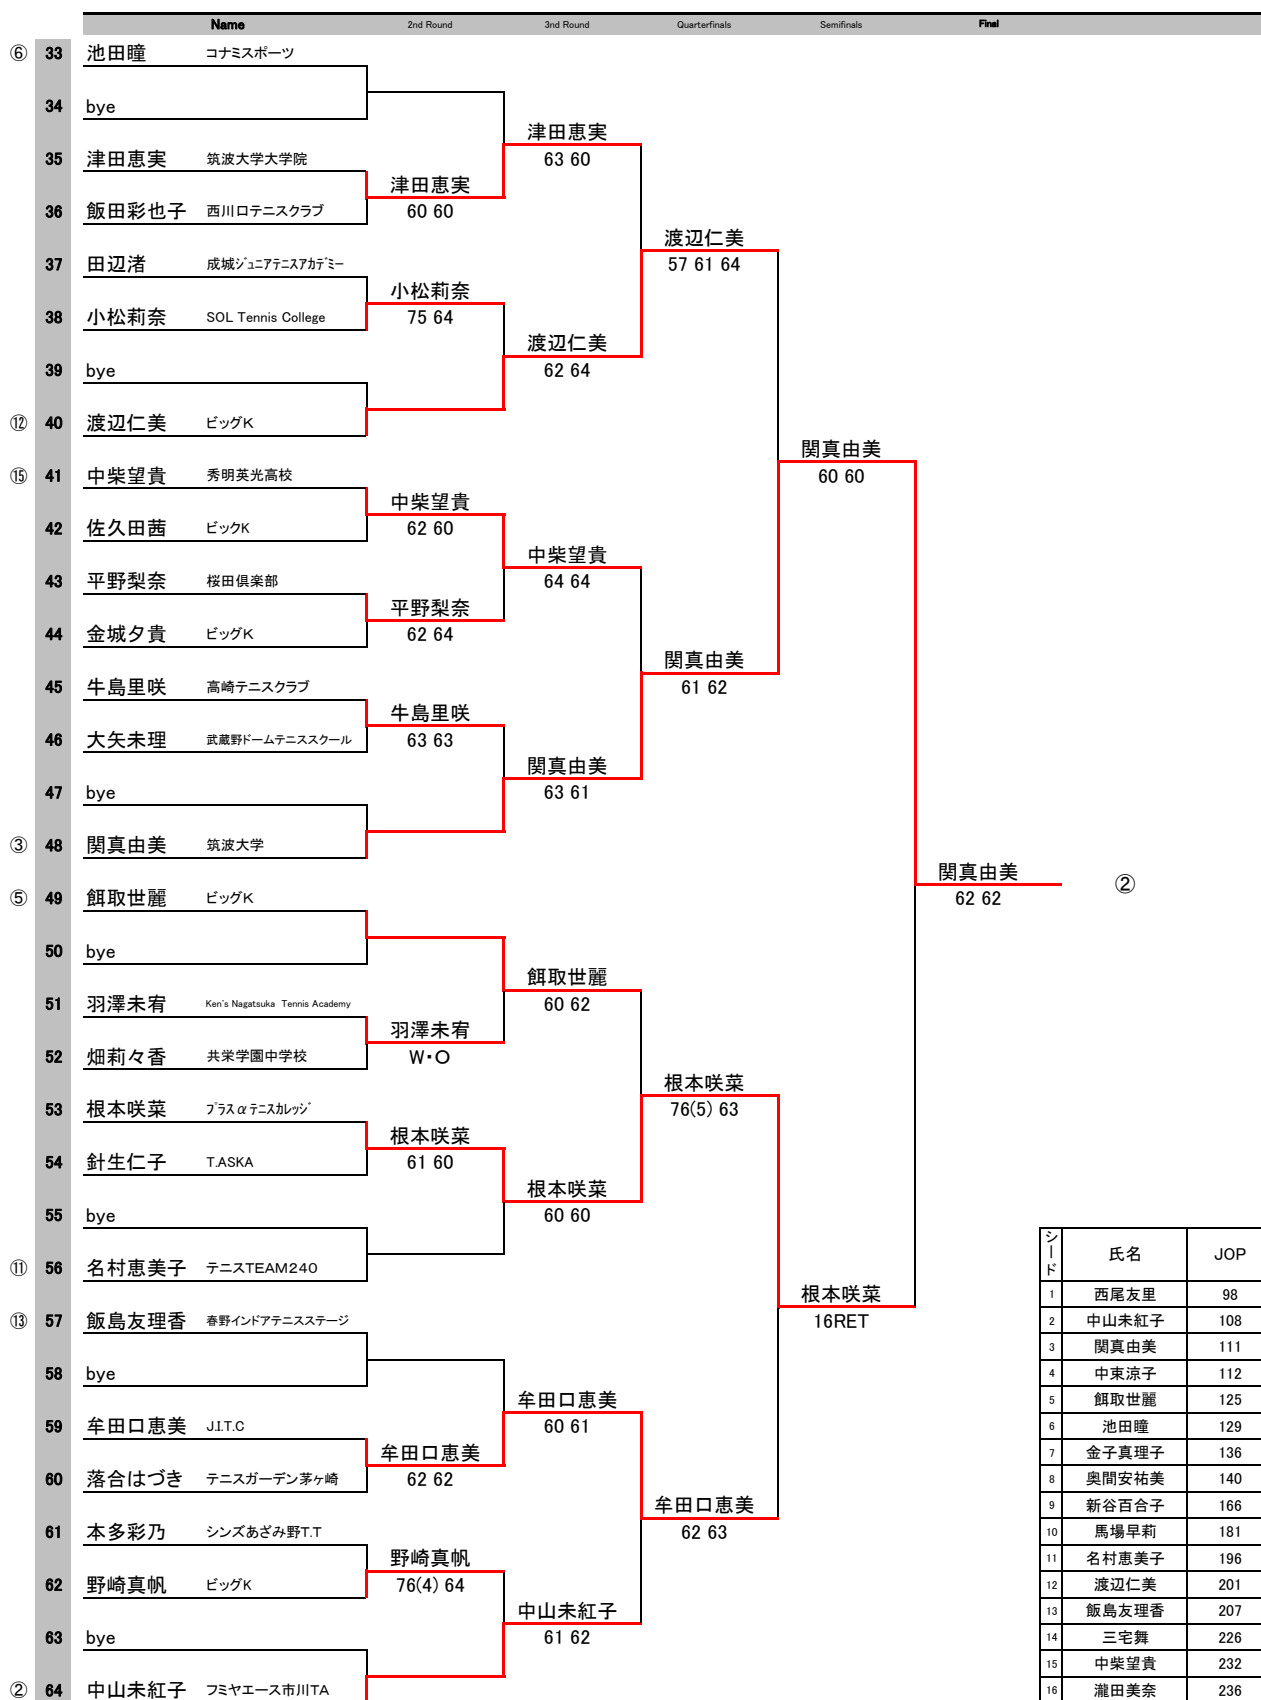 Name 2nd Round 3rd Round Quarterfinals Semifinals Final
⑥ 33 池田瞳 コナミスポーツ
34 bye
津田恵実
35 津田恵実 筑波大学大学院 63 60
津田恵実
36 飯田彩也子 西川口テニスクラブ 60 60
渡辺仁美
37 田辺渚 成城ジュニアテニスアカデミー 57 61 64
小松莉奈
38 小松莉奈 SOL Tennis College 75 64
渡辺仁美
39 bye 62 64
⑫ 40 渡辺仁美 ビッグK
関真由美
⑮ 41 中柴望貴 秀明英光高校 60 60
中柴望貴
42 佐久田茜 ビックK 62 60
中柴望貴
43 平野梨奈 桜田倶楽部 64 64
平野梨奈
44 金城夕貴 ビッグK 62 64
関真由美
45 牛島里咲 高崎テニスクラブ 61 62
牛島里咲
46 大矢未理 武蔵野ドームテニススクール 63 63
関真由美
47 bye 63 61
③ 48 関真由美 筑波大学
関真由美 ②
⑤ 49 餌取世麗 ビッグK 62 62
50 bye
餌取世麗
51 羽澤未宥 Ken's Nagatsuka Tennis Academy 60 62
羽澤未宥
52 畑莉々香 共栄学園中学校 W・O
根本咲菜
53 根本咲菜 プラスαテニスカレッジ 76(5) 63
根本咲菜
54 針生仁子 T.ASKA 61 60
根本咲菜
55 bye 60 60
⑪ 56 名村恵美子 テニスTEAM240
根本咲菜
⑬ 57 飯島友理香 春野インドアテニスステージ 16RET
58 bye
牟田口恵美
59 牟田口恵美 J.I.T.C 60 61
牟田口恵美
60 落合はづき テニスガーデン茅ヶ崎 62 62
牟田口恵美
61 本多彩乃 シンズあざみ野T.T 62 63
野崎真帆
62 野崎真帆 ビッグK 76(4) 64
中山未紅子
63 bye 61 62
② 64 中山未紅子 フミヤエース市川TA
シード 氏名 JOP
1 西尾友里 98
2 中山未紅子 108
3 関真由美 111
4 中東涼子 112
5 餌取世麗 125
6 池田瞳 129
7 金子真理子 136
8 奥間安祐美 140
9 新谷百合子 166
10 馬場早莉 181
11 名村恵美子 196
12 渡辺仁美 201
13 飯島友理香 207
14 三宅舞 226
15 中柴望貴 232
16 瀧田美奈 236